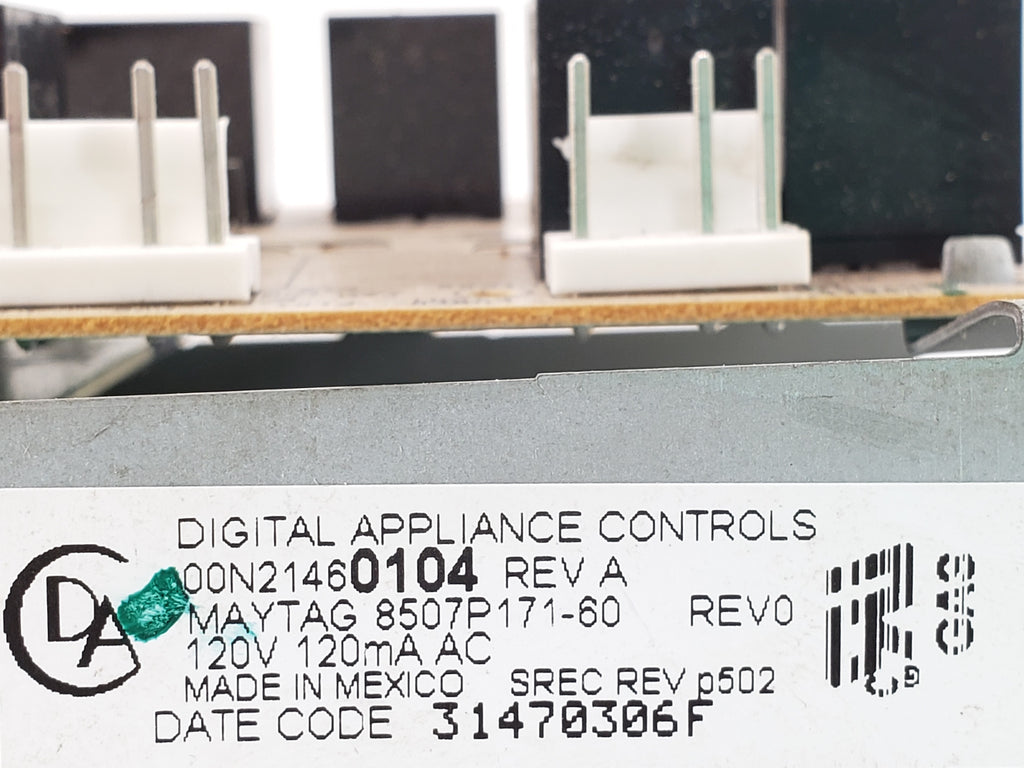 DIGITAL APPLIANCE CONTROLS
00N21460104 REV A
MAYTAG 8507P171-60 REV0
120V 120mA AC
MADE IN MEXICO SREC REV p502
DATE CODE 31470306F
DAC